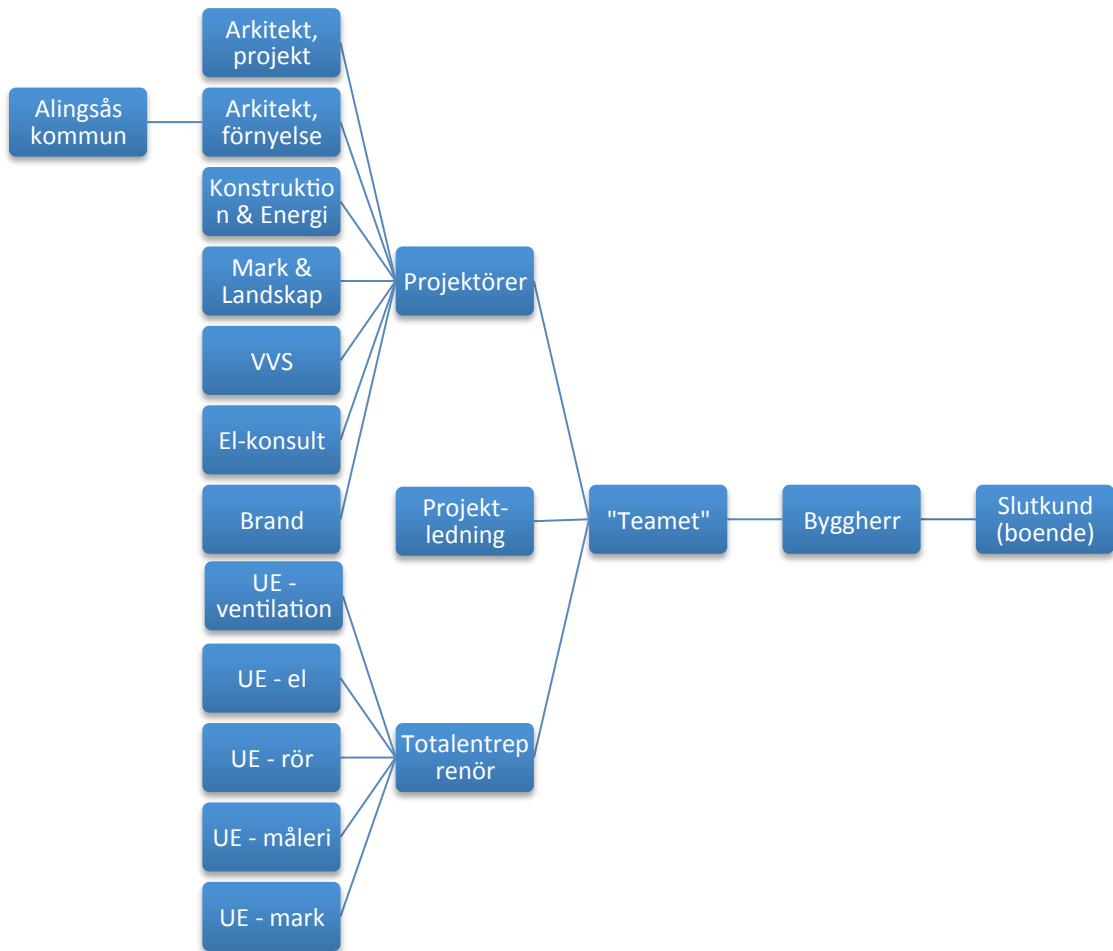 Arkitekt,
projekt
Alingsås
kommun
Arkitekt,
förnyelse
Konstruktio
n & Energi
Mark &
Landskap
Projektörer
VVS
El-konsult
Brand
Projekt-
ledning
"Teamet"
Byggherr
Slutkund
(boende)
UE -
ventilation
UE - el
UE - rör
Totalentrep
renör
UE - måleri
UE - mark